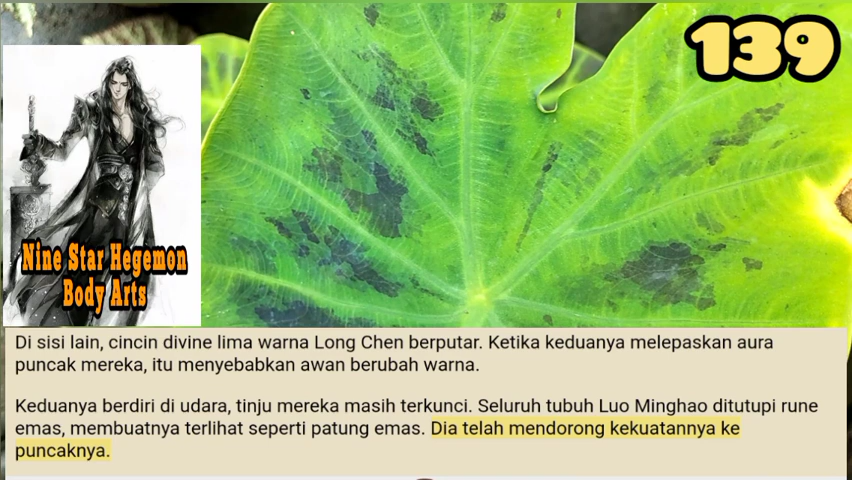 139
Nine Star Hegemon
Body Arts
Di sisi lain, cincin divine lima warna Long Chen berputar. Ketika keduanya melepaskan aura
puncak mereka, itu menyebabkan awan berubah warna.
Keduanya berdiri di udara, tinju mereka masih terkunci. Seluruh tubuh Luo Minghao ditutupi rune
emas, membuatnya terlihat seperti patung emas. Dia telah mendorong kekuatannya ke
puncaknya.